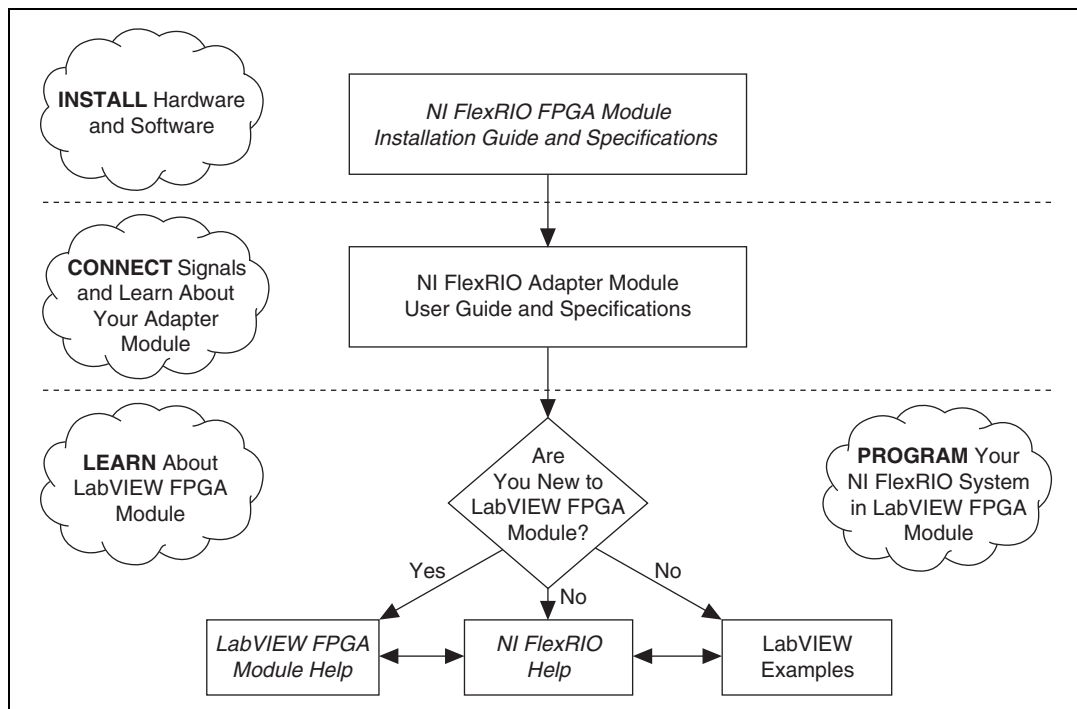 INSTALL Hardware
and Software
NI FlexRIO FPGA Module
Installation Guide and Specifications
CONNECT Signals
and Learn About
Your Adapter
Module
NI FlexRIO Adapter Module
User Guide and Specifications
LEARN About
LabVIEW FPGA
Module
Are
You New to
LabVIEW FPGA
Module?
PROGRAM Your
NI FlexRIO System
in LabVIEW FPGA
Module
Yes
No
No
LabVIEW FPGA
Module Help
NI FlexRIO
Help
LabVIEW
Examples